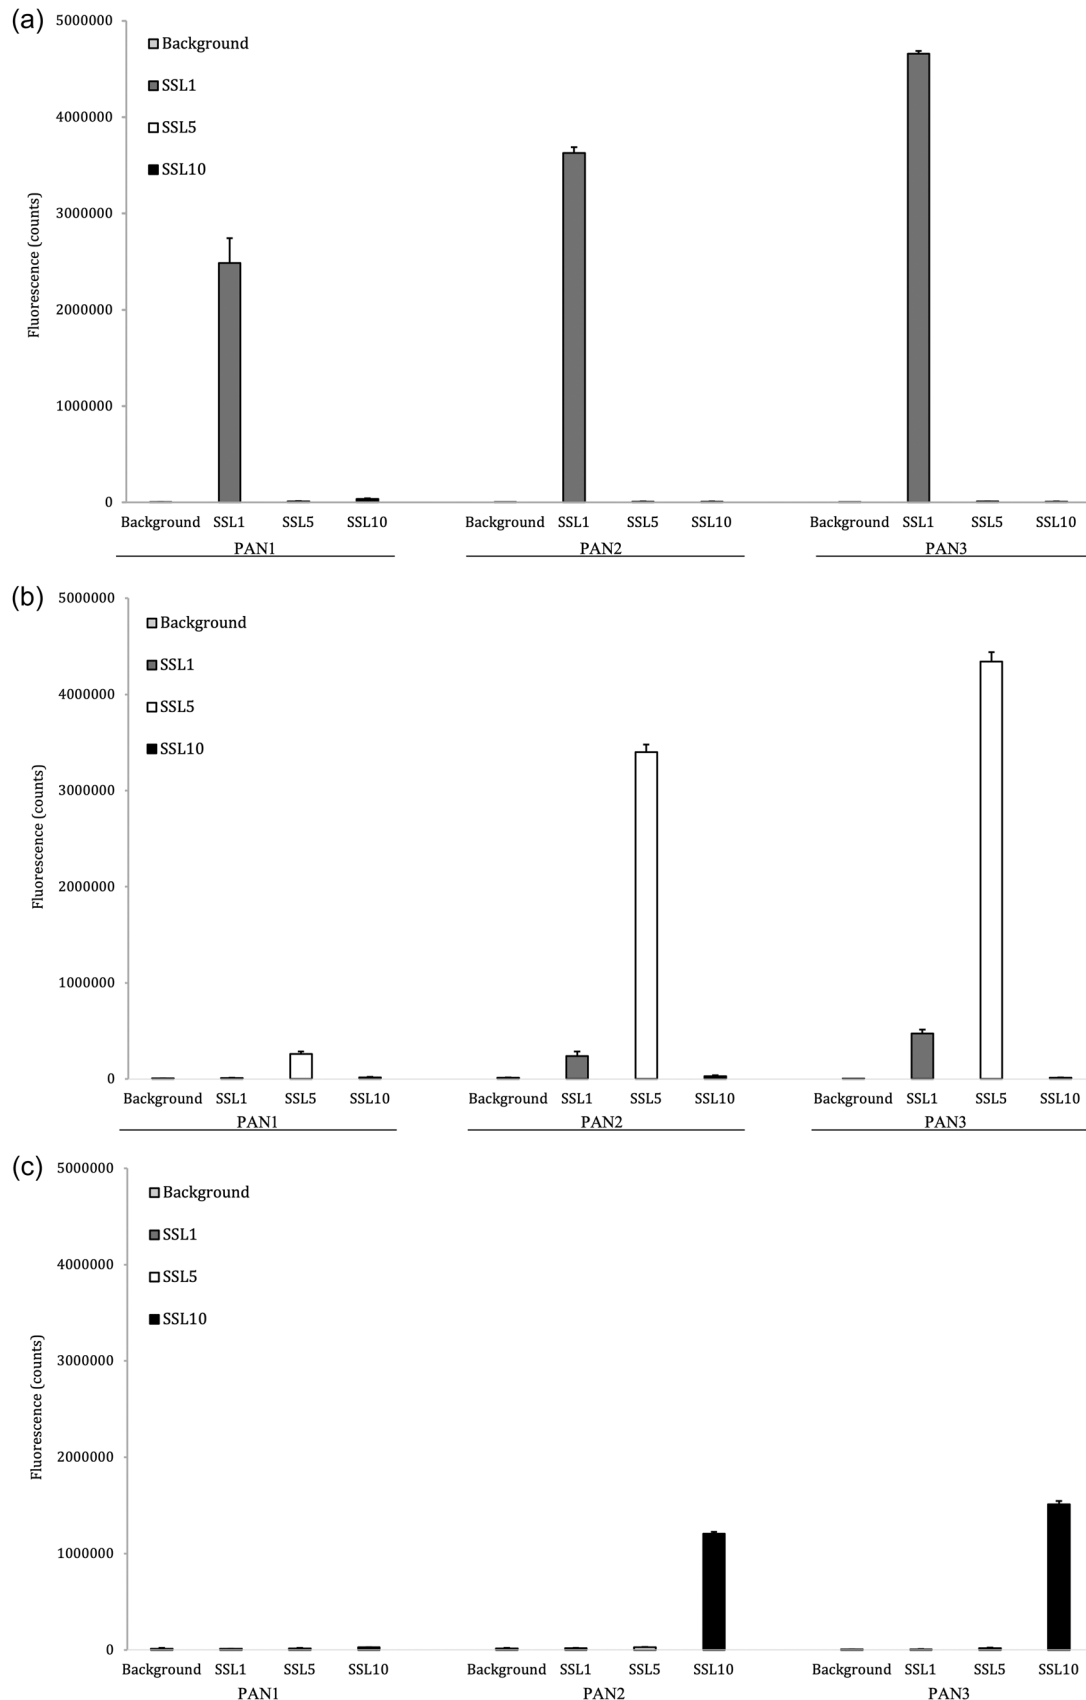 (a)
5000000
4000000
3000000
2000000
1000000
0
Fluorescence (counts)
Background
SSL1
SSL5
SSL10
Background SSL1 SSL5 SSL10 Background SSL1 SSL5 SSL10 Background SSL1 SSL5 SSL10
PAN1 PAN2 PAN3
(b)
5000000
4000000
3000000
2000000
1000000
0
Fluorescence (counts)
Background
SSL1
SSL5
SSL10
Background SSL1 SSL5 SSL10 Background SSL1 SSL5 SSL10 Background SSL1 SSL5 SSL10
PAN1 PAN2 PAN3
(c)
5000000
4000000
3000000
2000000
1000000
0
Fluorescence (counts)
Background
SSL1
SSL5
SSL10
Background SSL1 SSL5 SSL10 Background SSL1 SSL5 SSL10 Background SSL1 SSL5 SSL10
PAN1 PAN2 PAN3